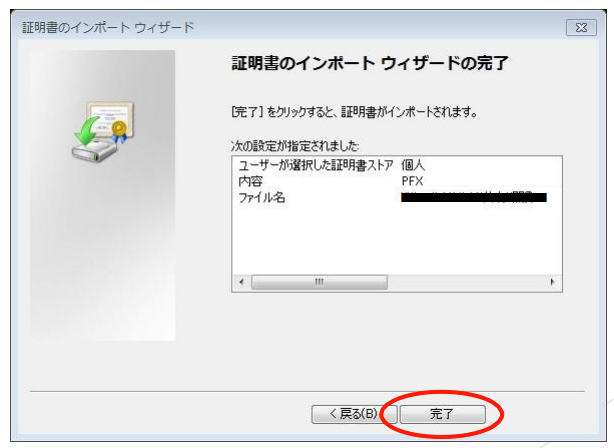 証明書のインポート ウィザード
証明書のインポート ウィザードの完了
[完了] をクリックすると、証明書がインポートされます。
次の設定が指定されました:
ユーザーが選択した証明書ストア 個人
内容 PFX
ファイル名
< 戻る(B)
完了